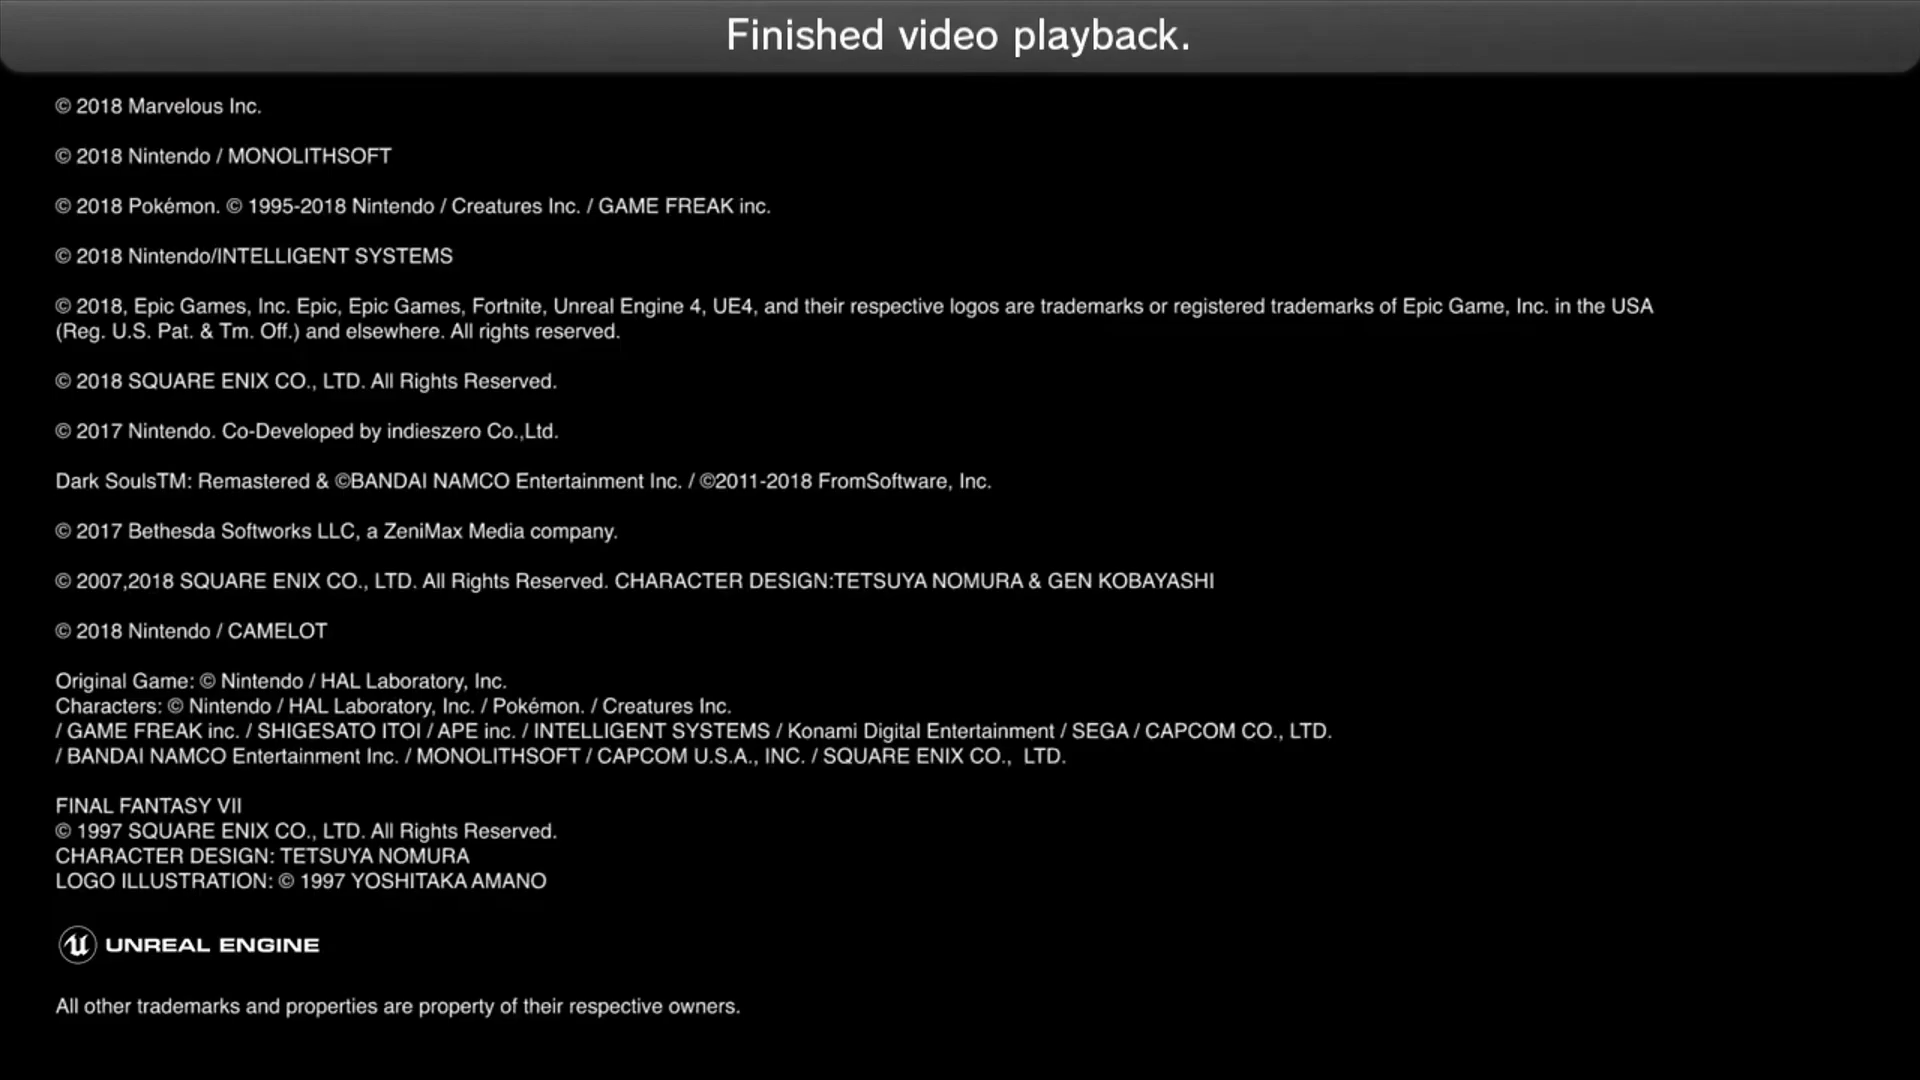 Finished video playback.
© 2018 Marvelous Inc.
© 2018 Nintendo / MONOLITHSOFT
© 2018 Pokémon. © 1995-2018 Nintendo / Creatures Inc. / GAME FREAK inc.
© 2018 Nintendo/INTELLIGENT SYSTEMS
© 2018, Epic Games, Inc. Epic, Epic Games, Fortnite, Unreal Engine 4, UE4, and their respective logos are trademarks or registered trademarks of Epic Game, Inc. in the USA
(Reg. U.S. Pat. & Tm. Off.) and elsewhere. All rights reserved.
© 2018 SQUARE ENIX CO., LTD. All Rights Reserved.
© 2017 Nintendo. Co-Developed by indieszero Co.,Ltd.
Dark SoulsTM: Remastered & ©BANDAI NAMCO Entertainment Inc. / ©2011-2018 FromSoftware, Inc.
© 2017 Bethesda Softworks LLC, a ZeniMax Media company.
© 2007,2018 SQUARE ENIX CO., LTD. All Rights Reserved. CHARACTER DESIGN:TETSUYA NOMURA & GEN KOBAYASHI
© 2018 Nintendo / CAMELOT
Original Game: © Nintendo / HAL Laboratory, Inc.
Characters: © Nintendo / HAL Laboratory, Inc. / Pokémon. / Creatures Inc.
/ GAME FREAK inc. / SHIGESATO ITOI / APE inc. / INTELLIGENT SYSTEMS / Konami Digital Entertainment / SEGA / CAPCOM CO., LTD.
/ BANDAI NAMCO Entertainment Inc. / MONOLITHSOFT / CAPCOM U.S.A., INC. / SQUARE ENIX CO., LTD.
FINAL FANTASY VII
© 1997 SQUARE ENIX CO., LTD. All Rights Reserved.
CHARACTER DESIGN: TETSUYA NOMURA
LOGO ILLUSTRATION: © 1997 YOSHITAKA AMANO
UNREAL ENGINE
All other trademarks and properties are property of their respective owners.